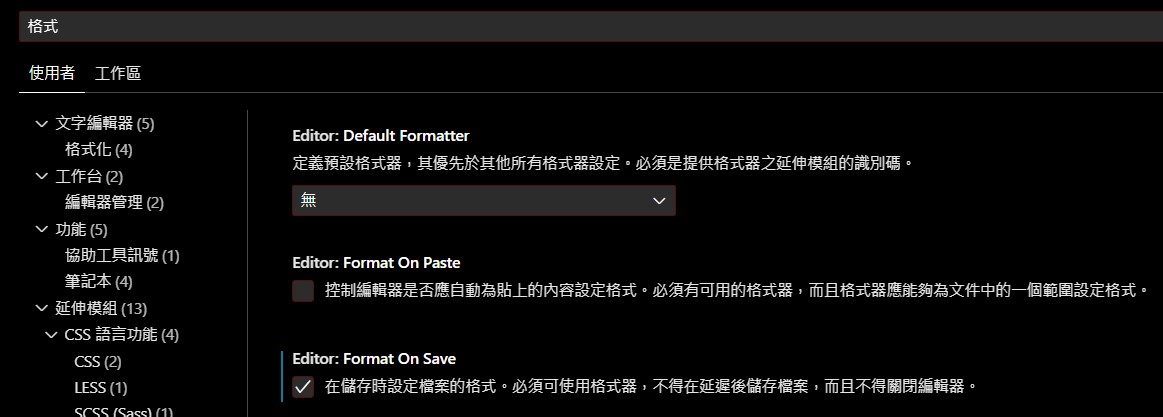 格式
使用者 工作區
文字編輯器 (5)
格式化 (4)
工作台 (2)
編輯器管理 (2)
功能 (5)
協助工具訊號 (1)
筆記本 (4)
延伸模組 (13)
CSS 語言功能 (4)
CSS (2)
LESS (1)
SCSS (Sass) (1)
Editor: Default Formatter
定義預設格式器，其優先於其他所有格式器設定。必須是提供格式器之延伸模組的識別碼。
無
Editor: Format On Paste
控制編輯器是否應自動為貼上的內容設定格式。必須有可用的格式器，而且格式器應能夠為文件中的一個範圍設定格式。
Editor: Format On Save
在儲存時設定檔案的格式。必須可使用格式器，不得在延遲後儲存檔案，而且不得關閉編輯器。